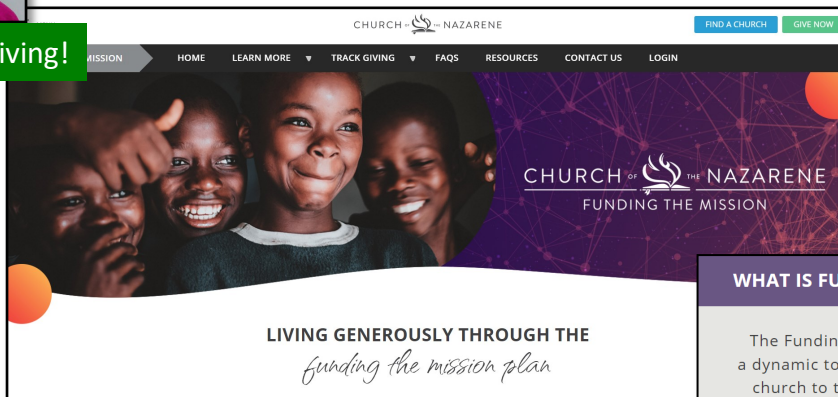 CHURCH OF THE NAZARENE
FIND A CHURCH
GIVE NOW
iving!
MISSION
HOME
LEARN MORE
TRACK GIVING
FAQS
RESOURCES
CONTACT US
LOGIN
CHURCH OF THE NAZARENE
FUNDING THE MISSION
WHAT IS FU
LIVING GENEROUSLY THROUGH THE
funding the mission plan
The Fundin
a dynamic to
church to t